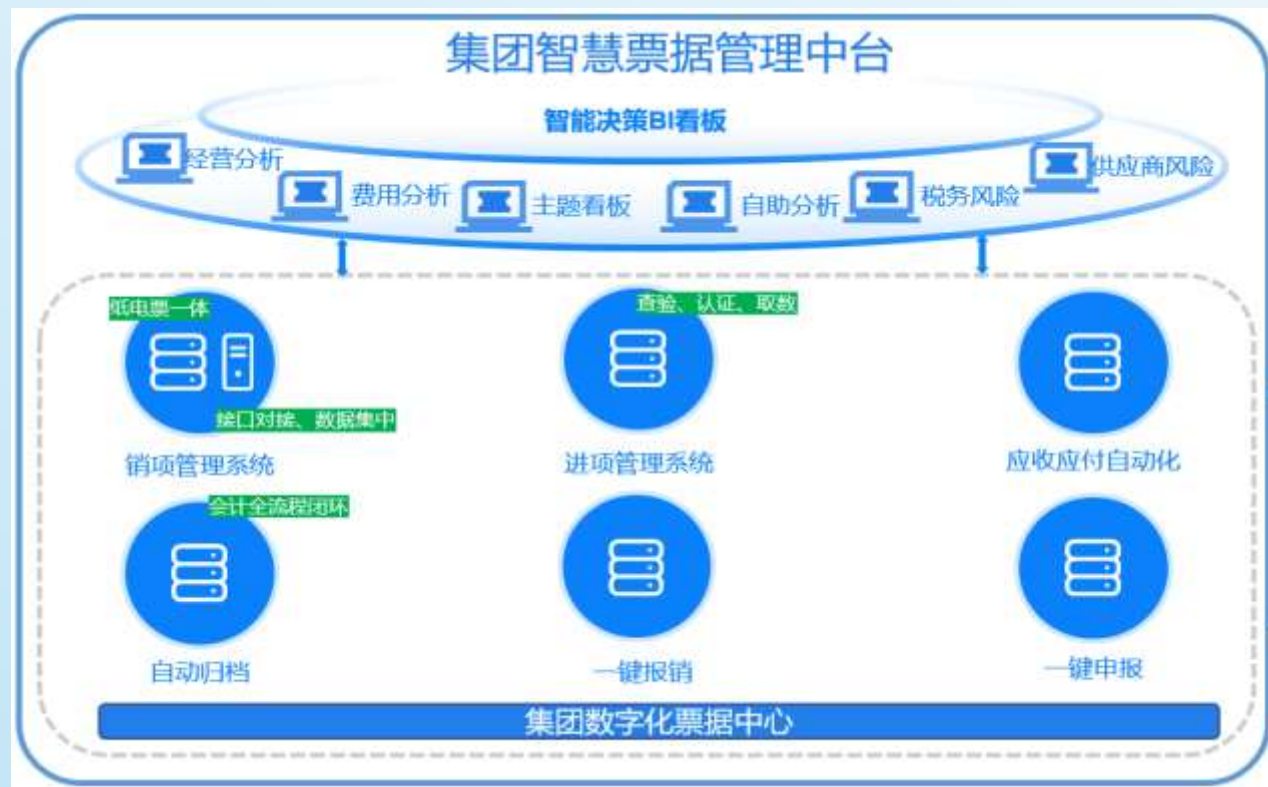 集团智慧票据管理中台
智能决策BI看板
经营分析
费用分析
主题看板
自助分析
税务风险
供应商风险
纸电票一体
查验、认证、取数
接口对接、数据集中
销项管理系统
进项管理系统
应收应付自动化
会计全流程闭环
自动归档
一键报销
一键申报
集团数字化票据中心